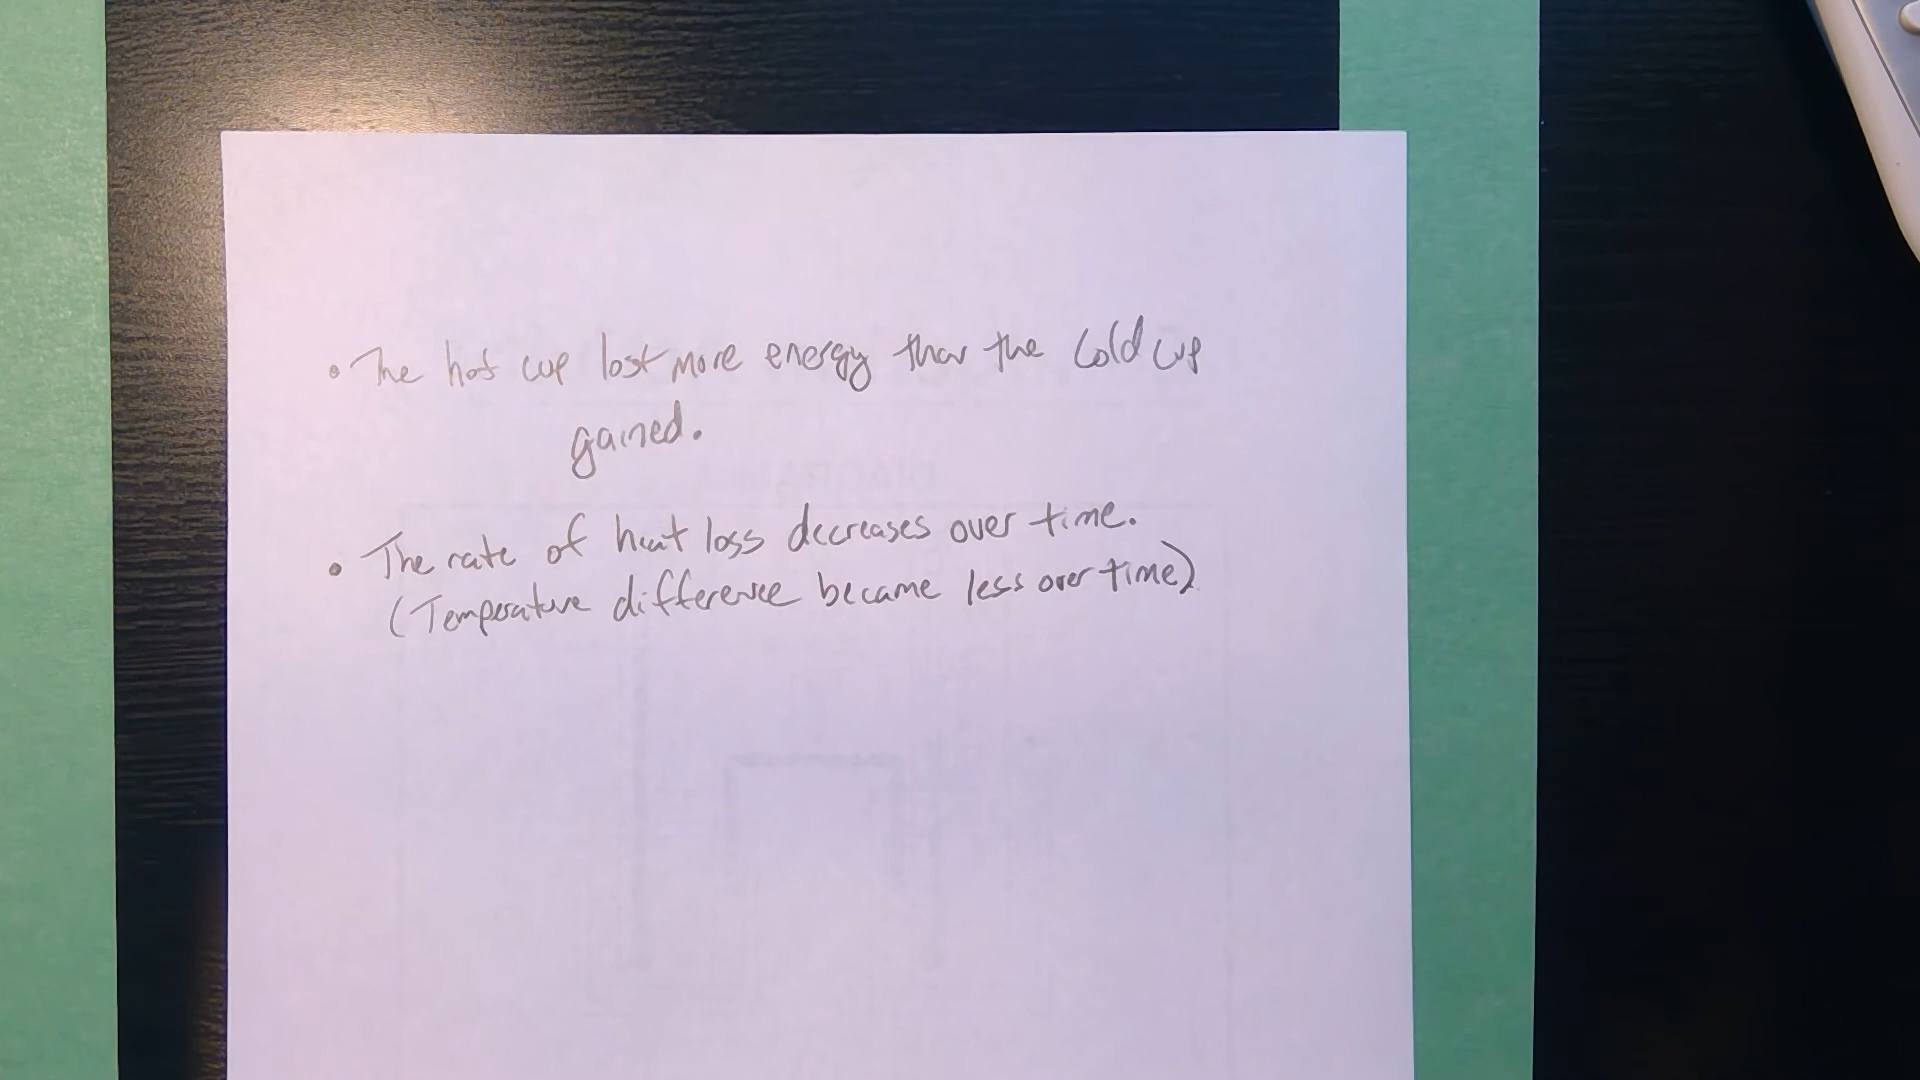 • The hot cup lost more energy than the cold cup
gained.
• The rate of heat loss decreases over time.
(Temperature difference became less over time)